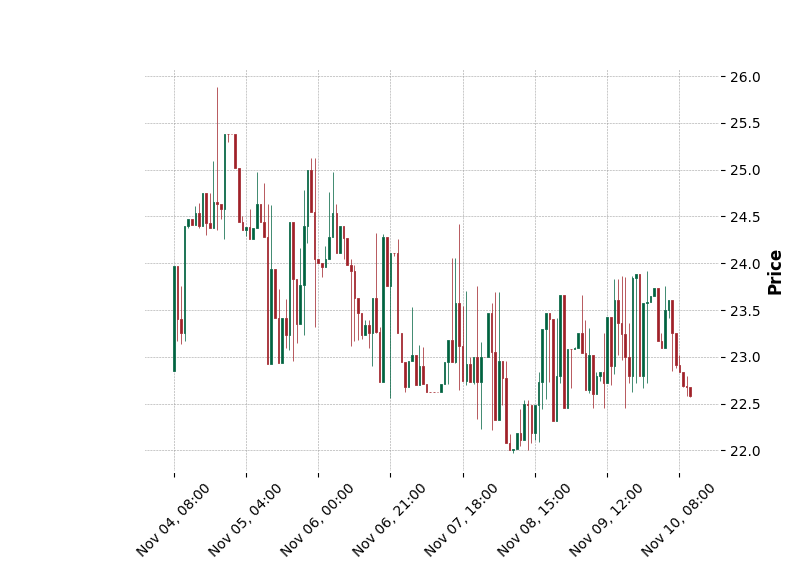 26.0
25.5
25.0
24.5
24.0
23.5
23.0
22.5
22.0
Price
Nov 04, 08:00
Nov 05, 04:00
Nov 06, 00:00
Nov 06, 21:00
Nov 07, 18:00
Nov 08, 15:00
Nov 09, 12:00
Nov 10, 08:00